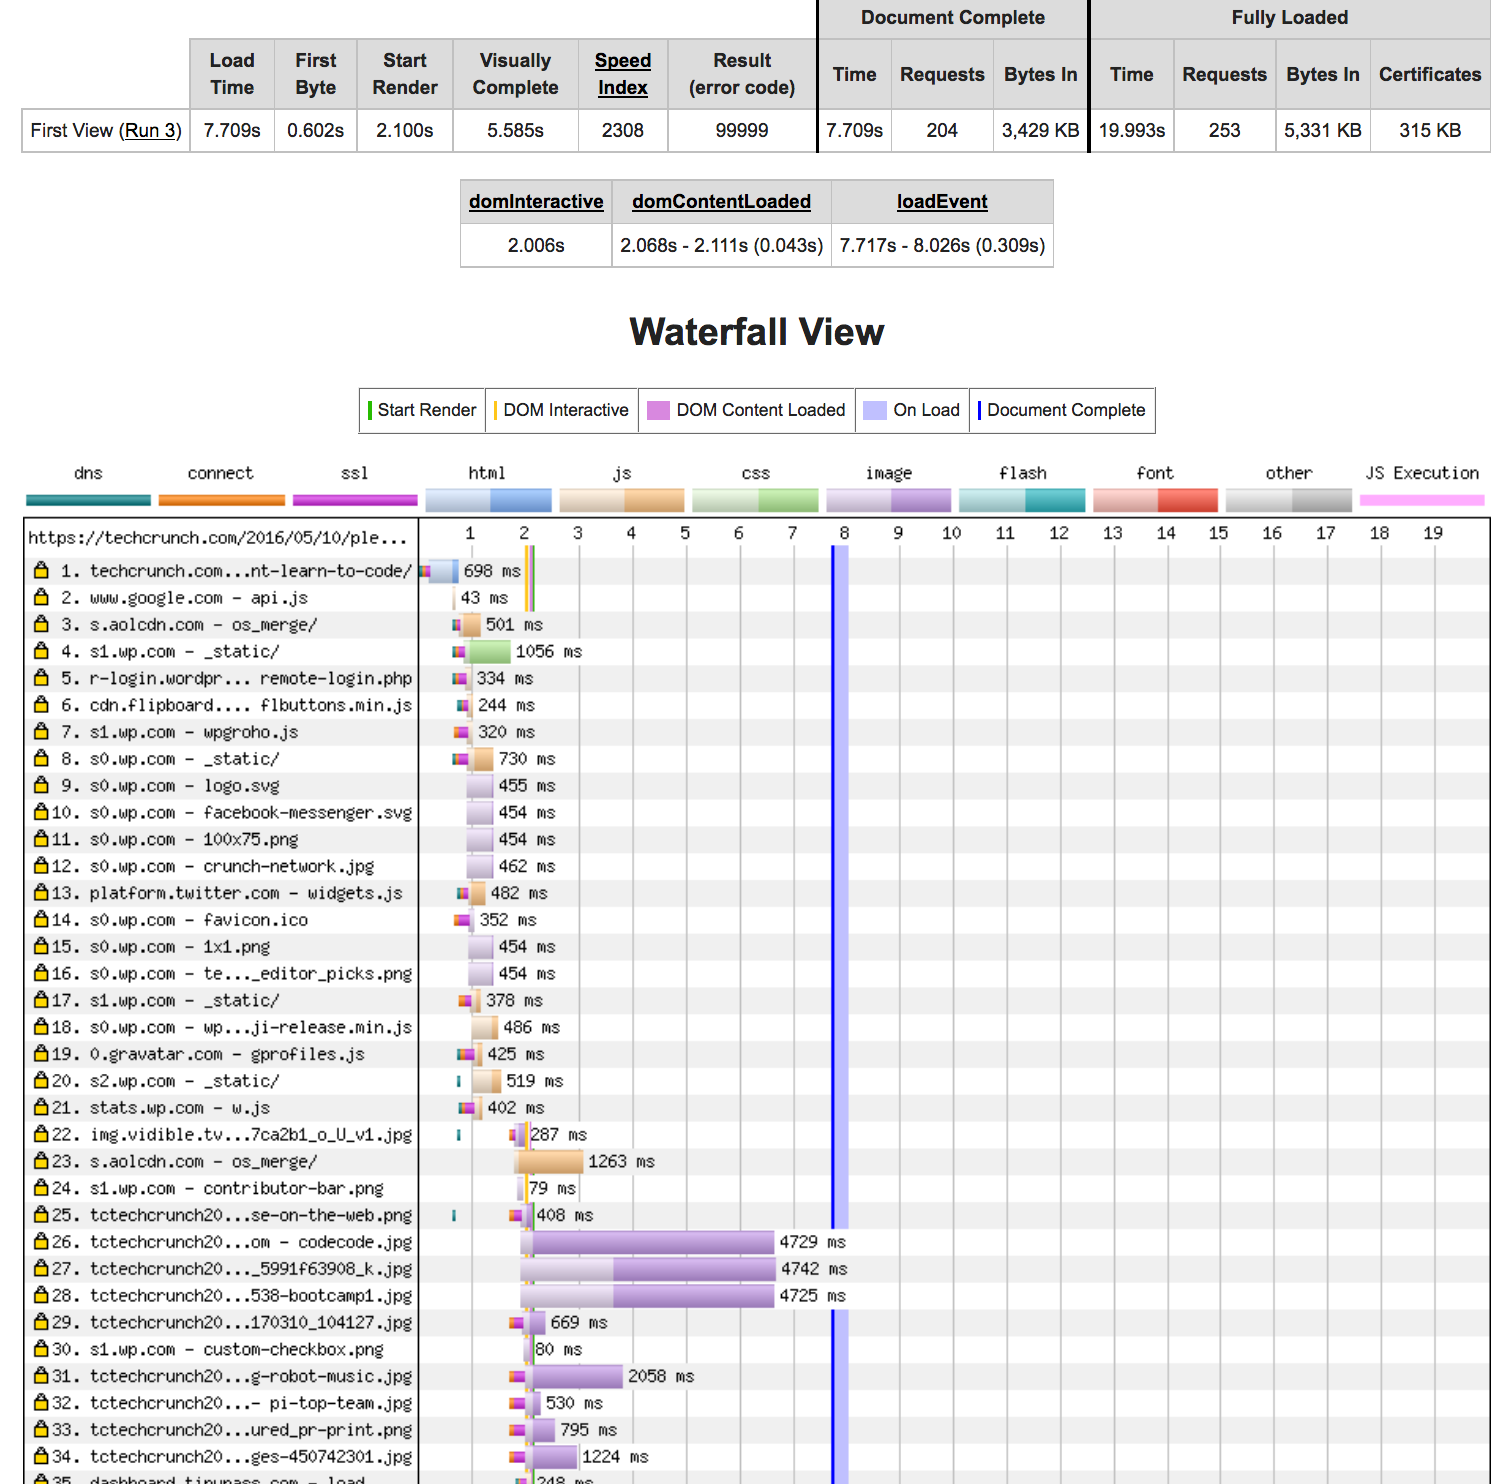 Document Complete Fully Loaded
Load Time First Byte Start Render Visually Complete Speed Index Result (error code) Time Requests Bytes In Time Requests Bytes In Certificates
First View (Run 3) 7.709s 0.602s 2.100s 5.585s 2308 99999 7.709s 204 3,429 KB 19.993s 253 5,331 KB 315 KB
domInteractive domContentLoaded loadEvent
2.006s 2.068s - 2.111s (0.043s) 7.717s - 8.026s (0.309s)
Waterfall View
Start Render DOM Interactive DOM Content Loaded On Load Document Complete
dns connect ssl html js css image flash font other JS Execution
https://techcrunch.com/2016/05/10/ple... 1 2 3 4 5 6 7 8 9 10 11 12 13 14 15 16 17 18 19
1. techcrunch.com...nt-learn-to-code/ 698 ms
2. www.google.com - api.js 43 ms
3. s.aolcdn.com - os_merge/ 501 ms
4. s1.wp.com - _static/ 1056 ms
5. r-login.wordpr... remote-login.php 334 ms
6. cdn.flipboard.... flbuttons.min.js 244 ms
7. s1.wp.com - wpgroho.js 320 ms
8. s0.wp.com - _static/ 730 ms
9. s0.wp.com - logo.svg 455 ms
10. s0.wp.com - facebook-messenger.svg 454 ms
11. s0.wp.com - 100x75.png 454 ms
12. s0.wp.com - crunch-network.jpg 462 ms
13. platform.twitter.com - widgets.js 482 ms
14. s0.wp.com - favicon.ico 352 ms
15. s0.wp.com - 1x1.png 454 ms
16. s0.wp.com - te..._editor_picks.png 454 ms
17. s1.wp.com - _static/ 378 ms
18. s0.wp.com - wp...ji-release.min.js 486 ms
19. 0.gravatar.com - gprofiles.js 425 ms
20. s2.wp.com - _static/ 519 ms
21. stats.wp.com - w.js 402 ms
22. img.vidible.tv...7ca2b1_o_U_v1.jpg 287 ms
23. s.aolcdn.com - os_merge/ 1263 ms
24. s1.wp.com - contributor-bar.png 79 ms
25. tctechcrunch20...se-on-the-web.png 408 ms
26. tctechcrunch20...om - codecode.jpg 4729 ms
27. tctechcrunch20..._5991f63908_k.jpg 4742 ms
28. tctechcrunch20...538-bootcamp1.jpg 4725 ms
29. tctechcrunch20...170310_104127.jpg 669 ms
30. s1.wp.com - custom-checkbox.png 80 ms
31. tctechcrunch20...g-robot-music.jpg 2058 ms
32. tctechcrunch20...- pi-top-team.jpg 530 ms
33. tctechcrunch20...ured_pr-print.png 795 ms
34. tctechcrunch20...ges-450742301.jpg 1224 ms
35. dashboard.tinypass.com - load 248 ms